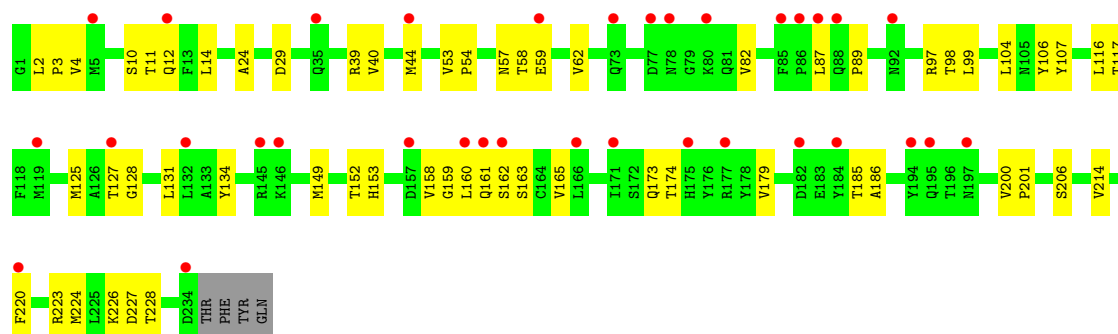 G1 L2 P3 V4 M5 S10 T11 Q12 F13 L14 A24 D29 Q35 R39 V40 M44 V53 P54 N57 T58 E59 V62 Q73 D77 N78 G79 K80 Q81 V82 F85 P86 L87 Q88 P89 N92 R97 T98 L99 L104 N105 Y106 Y107 L116 T117
F118 M119 M125 A126 T127 G128 L131 L132 A133 Y134 R145 K146 M149 T152 H153 D157 V158 G159 L160 Q161 S162 S163 C164 V165 L166 I171 S172 Q173 T174 H175 Y176 R177 Y178 V179 D182 E183 Y184 T185 A186 Y194 Q195 T196 N197 V200 P201 S206 V214
F220 R223 M224 L225 K226 D227 T228 D234 THR PHE TYR GLN